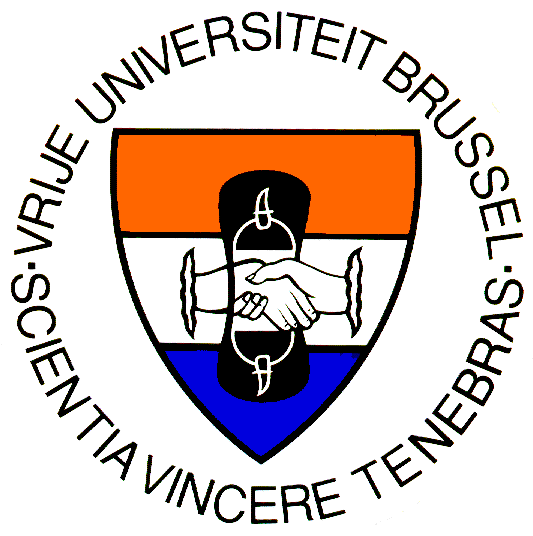 VRIJE UNIVERSITEIT BRUSSEL
SCIENTIA VINCERE TENEBRAS